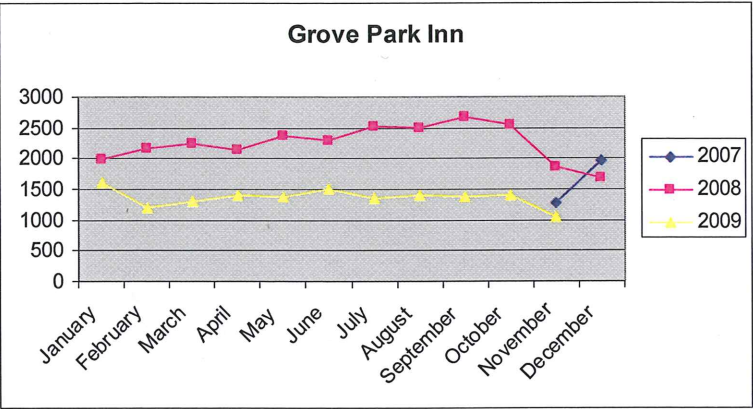 Grove Park Inn
3000
2500
2000
1500
1000
500
0
January
February
March
April
May
June
July
August
September
October
November
December
2007
2008
2009